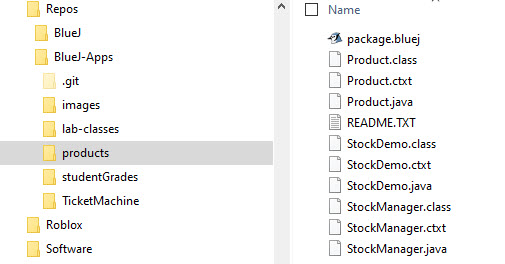 Repos
BlueJ
BlueJ-Apps
.git
images
lab-classes
products
studentGrades
TicketMachine
Roblox
Software
Name
package.bluej
Product.class
Product.ctxt
Product.java
README.TXT
StockDemo.class
StockDemo.ctxt
StockDemo.java
StockManager.class
StockManager.ctxt
StockManager.java